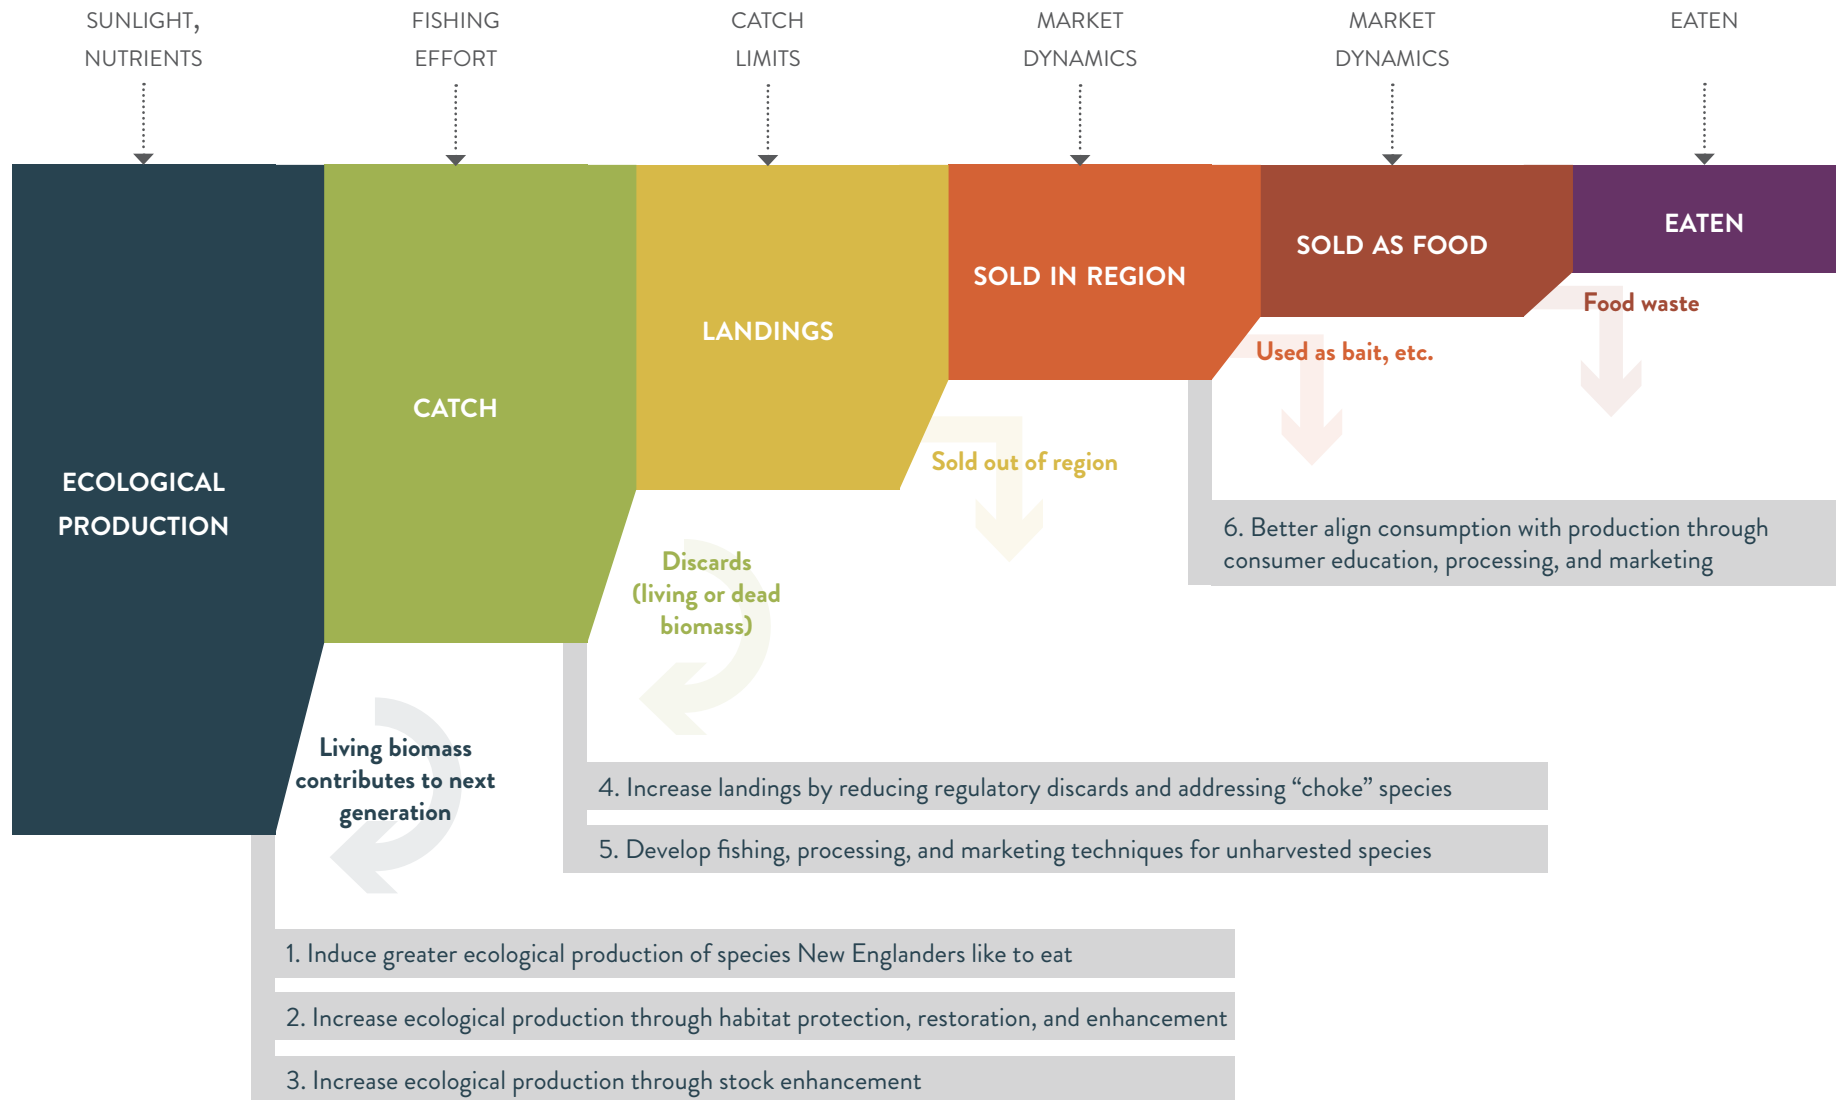 SUNLIGHT,
NUTRIENTS
FISHING
EFFORT
CATCH
LIMITS
MARKET
DYNAMICS
MARKET
DYNAMICS
EATEN
ECOLOGICAL
PRODUCTION
CATCH
LANDINGS
SOLD IN REGION
SOLD AS FOOD
EATEN
Food waste
Used as bait, etc.
Sold out of region
Discards
(living or dead
biomass)
Living biomass
contributes to next
generation
6. Better align consumption with production through
consumer education, processing, and marketing
4. Increase landings by reducing regulatory discards and addressing “choke” species
5. Develop fishing, processing, and marketing techniques for unharvested species
1. Induce greater ecological production of species New Englanders like to eat
2. Increase ecological production through habitat protection, restoration, and enhancement
3. Increase ecological production through stock enhancement